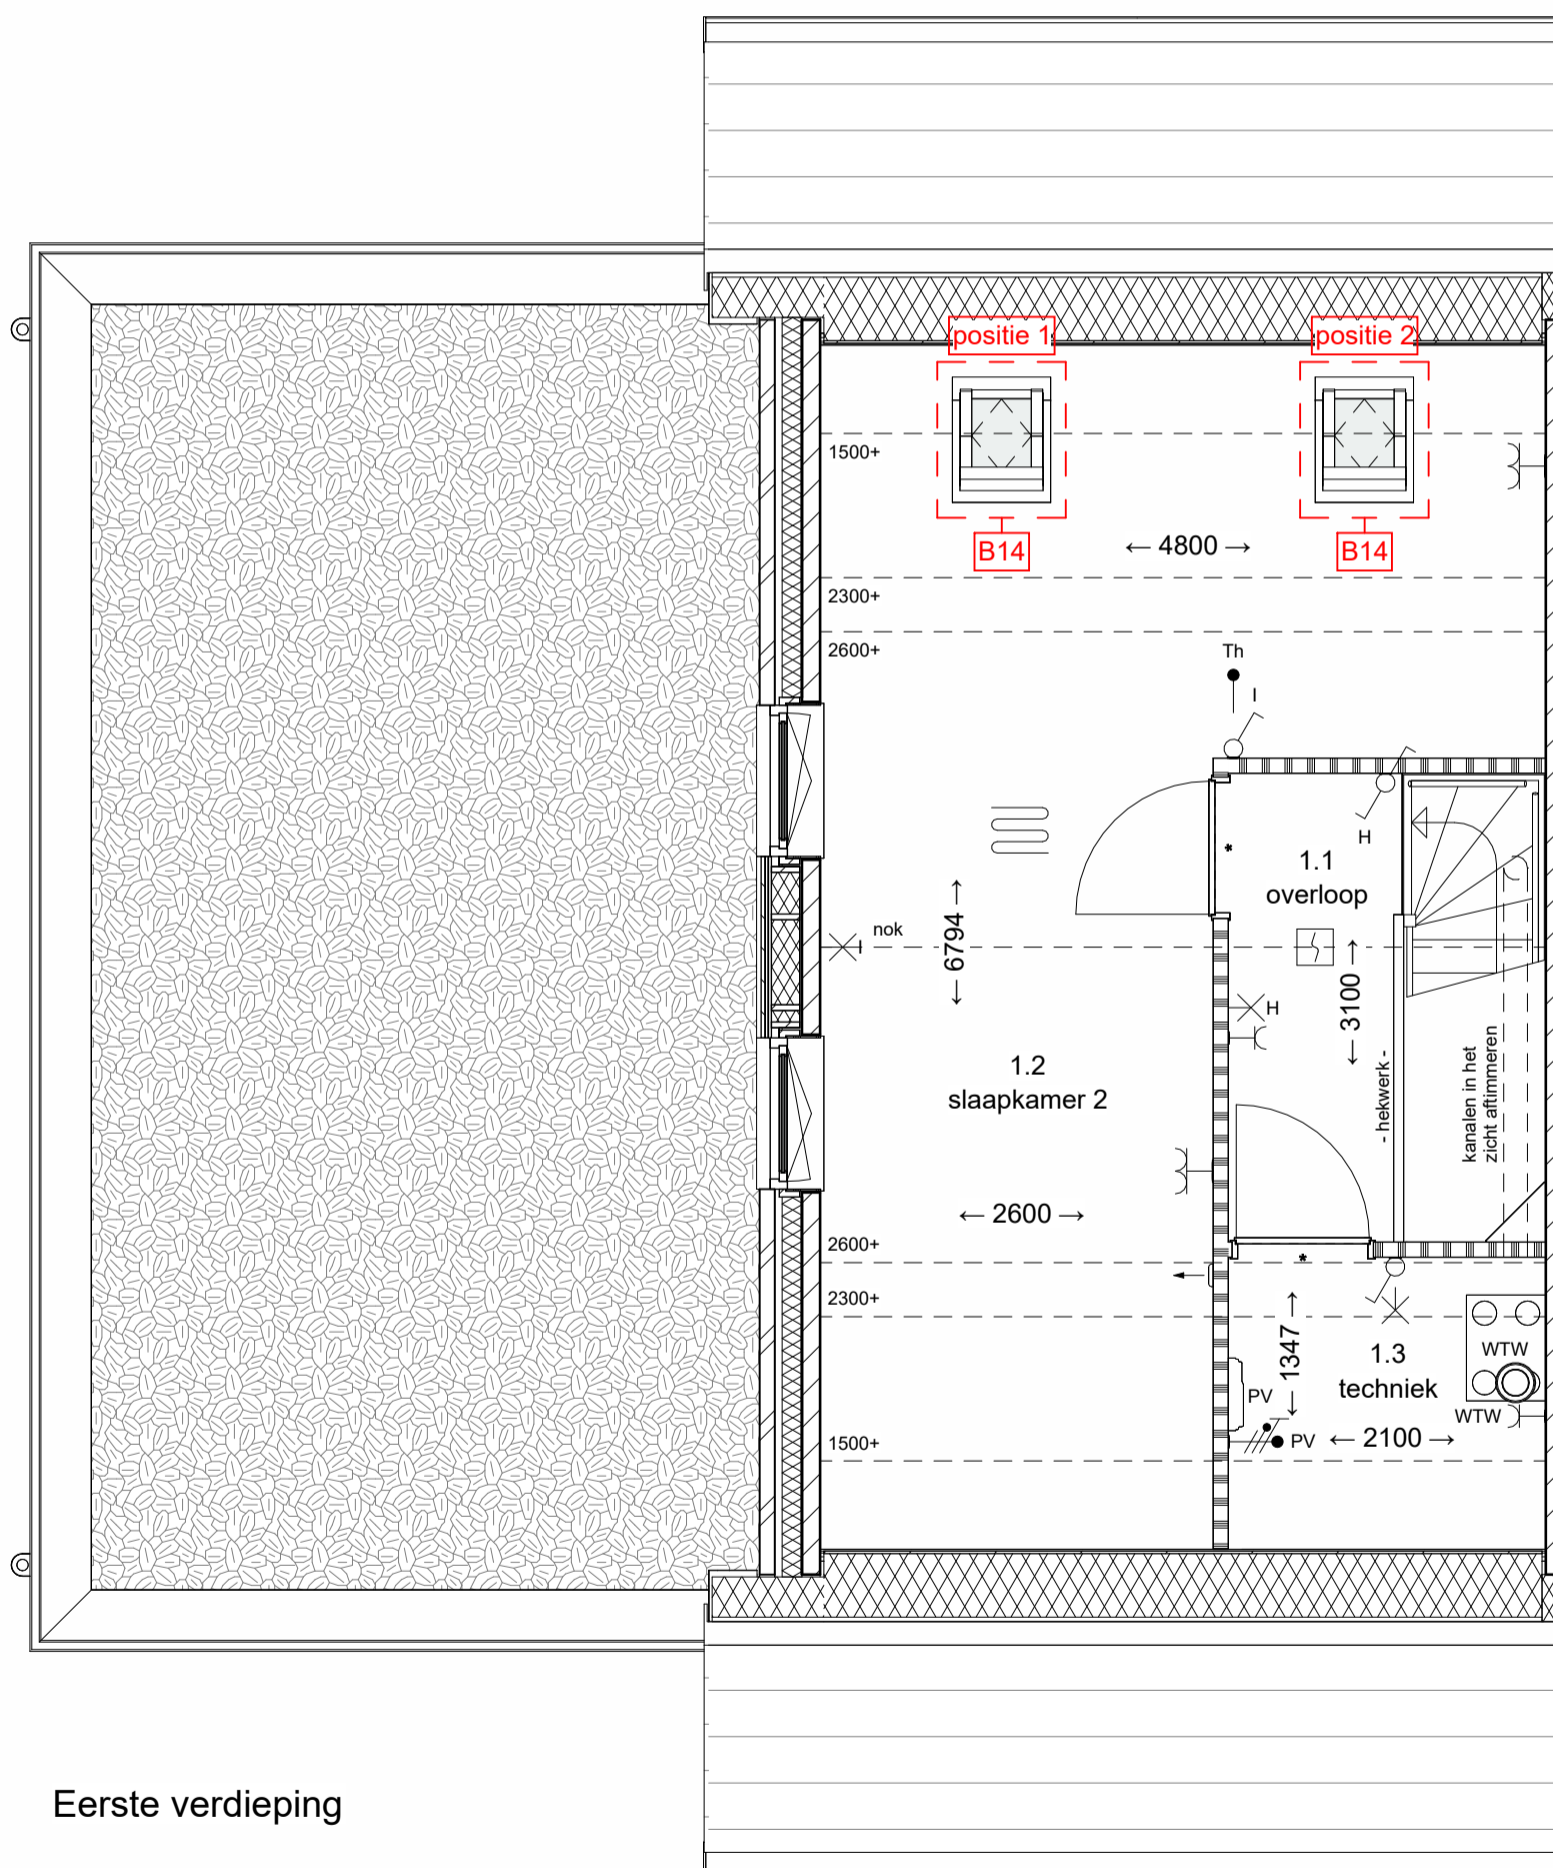 positie 1
positie 2
1500+
B14
B14
← 4800 →
2300+
2600+
Th
I
H
*
1.1
overloop
nok
← 6794 →
← 3100 →
H
1.2
slaapkamer 2
- hekwerk -
kanalen in het
zicht aftimmeren
← 2600 →
2600+
*
2300+
← 1347 →
1.3
techniek
WTW
PV
WTW
PV
← 2100 →
1500+
Eerste verdieping